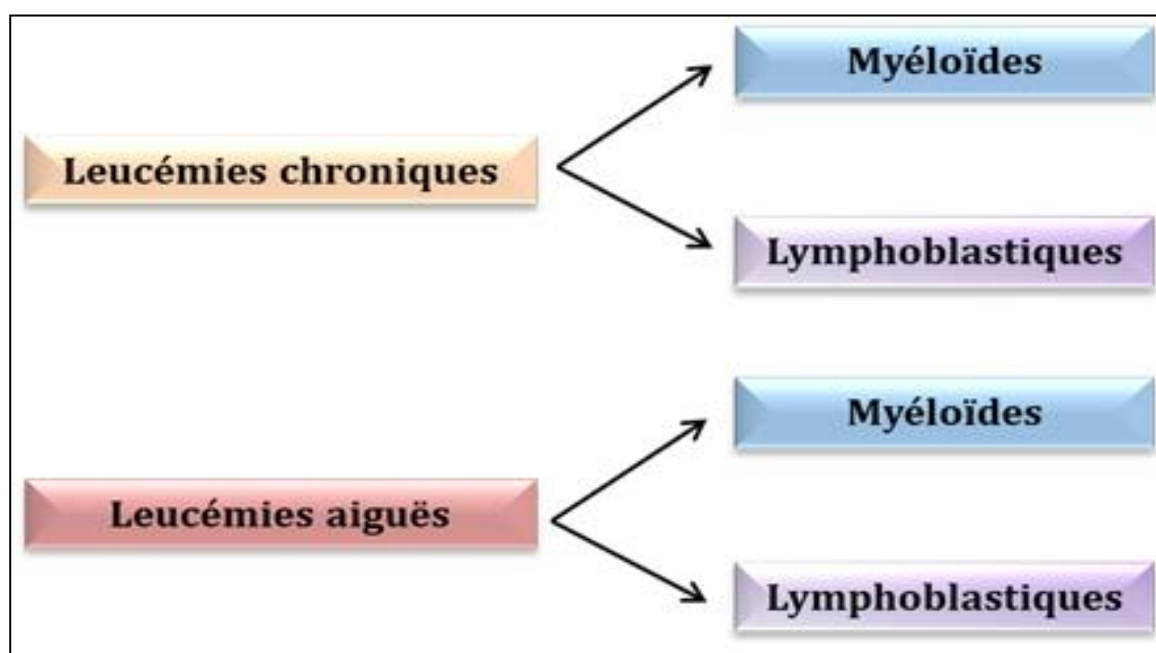 Leucémies chroniques
Myéloïdes
Lymphoblastiques
Leucémies aiguës
Myéloïdes
Lymphoblastiques